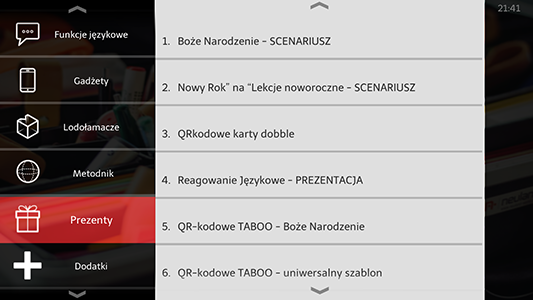 21:41
Funkcje językowe
Gadżety
Lodołamacze
Metodnik
Prezenty
Dodatki
1. Boże Narodzenie - SCENARIUSZ
2. Nowy Rok" na "Lekcje noworoczne - SCENARIUSZ
3. QRkodowe karty dobble
4. Reagowanie Językowe - PREZENTACJA
5. QR-kodowe TABOO - Boże Narodzenie
6. QR-kodowe TABOO - uniwersalny szablon